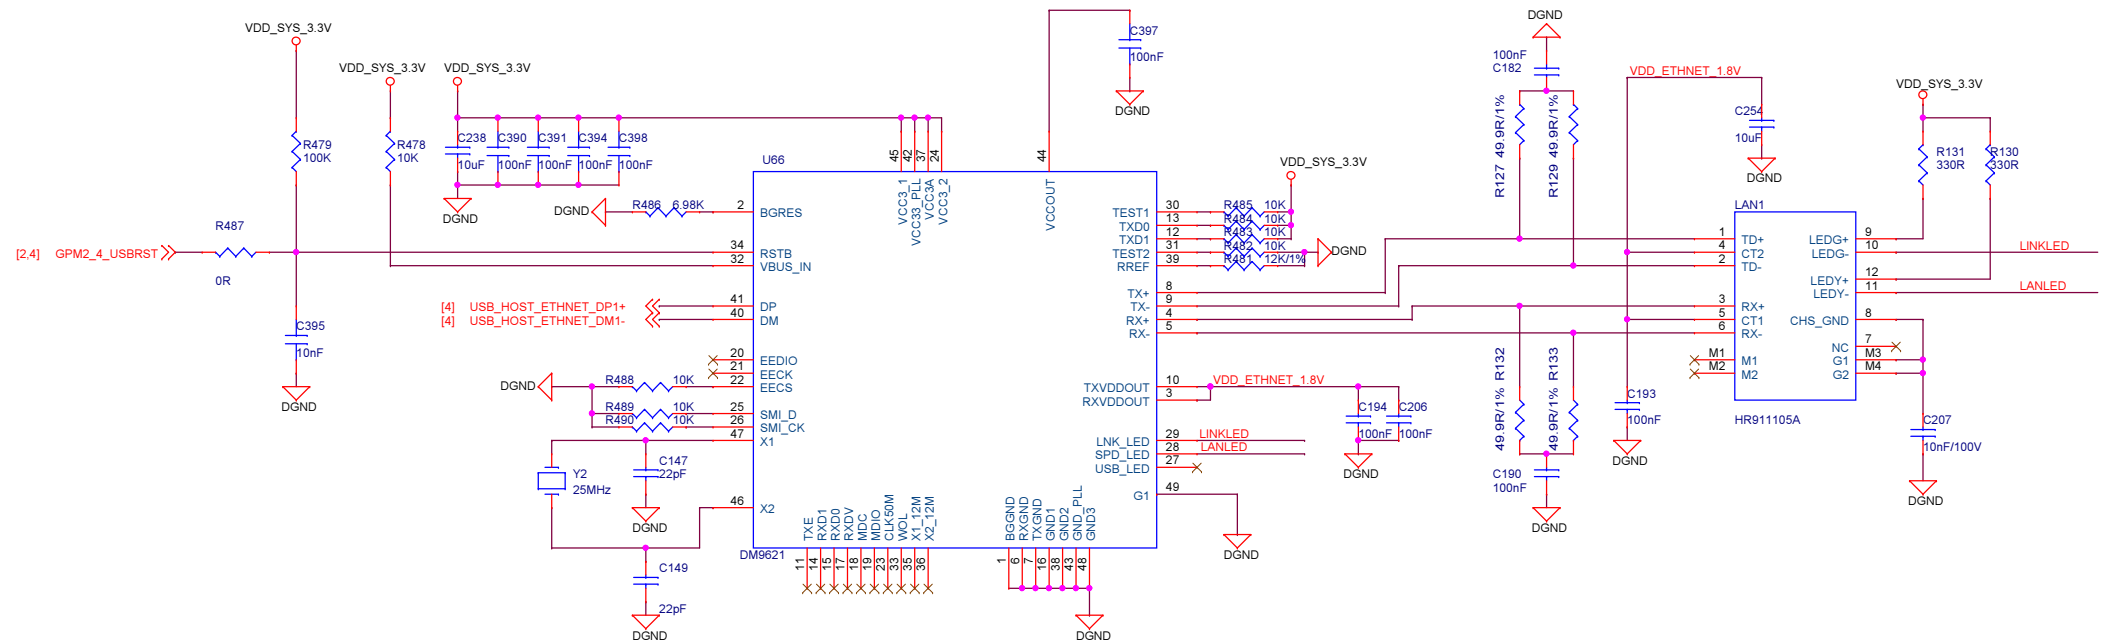 VDD_SYS_3.3V
VDD_SYS_3.3V
VDD_SYS_3.3V
R479
100K
R478
10K
C238
10uF
C390
100nF
C391
100nF
C394
100nF
C398
100nF
DGND
R487
0R
[2,4] GPM2_4_USBRST
C395
10nF
DGND
DGND
R486 6.98K
[4] USB_HOST_ETHNET_DP1+
[4] USB_HOST_ETHNET_DM1-
DGND
R488 10K
R489 10K
R490 10K
Y2
25MHz
C147
22pF
DGND
C149
22pF
DGND
U66
DM9621
2 BGRES
34 RSTB
32 VBUS_IN
41 DP
40 DM
20 EEDIO
21 EECK
22 EECS
25 SMI_D
26 SMI_CK
47 X1
46 X2
45 VCC3_1
42 VCC33_PLL
37 VCC3A
24 VCC3_2
44 VCCOUT
C397
100nF
DGND
TEST1 30
TXD0 13
TXD1 12
TEST2 31
RREF 39
TX+ 8
TX- 9
RX+ 4
RX- 5
TXVDDOUT 10
RXVDDOUT 3
LNK_LED 29
SPD_LED 28
USB_LED 27
G1 49
TXE 11
RXD1 14
RXD0 15
RXDV 17
MDC 18
MDIO 19
CLK50M 23
WOL 33
X1_12M 35
X2_12M 36
BGGND 1
RXGND 6
TXGND 7
GND1 16
GND2 38
GND_PLL 43
GND3 48
DGND
DGND
VDD_SYS_3.3V
R485 10K
R484 10K
R483 10K
R482 10K
R481 12K/1%
DGND
VDD_ETHNET_1.8V
C194
100nF
C206
100nF
DGND
LINKLED
LANLED
DGND
100nF
C182
R127 49.9R/1%
R129 49.9R/1%
49.9R/1% R132
49.9R/1% R133
C190
100nF
DGND
VDD_ETHNET_1.8V
C254
10uF
DGND
C193
100nF
DGND
LAN1
HR911105A
1 TD+
4 CT2
2 TD-
3 RX+
5 CT1
6 RX-
M1 M1
M2 M2
LEDG+ 9
LEDG- 10
LEDY+ 12
LEDY- 11
CHS_GND 8
NC 7
G1 M3
G2 M4
VDD_SYS_3.3V
R131
330R
R130
330R
LINKLED
LANLED
C207
10nF/100V
DGND